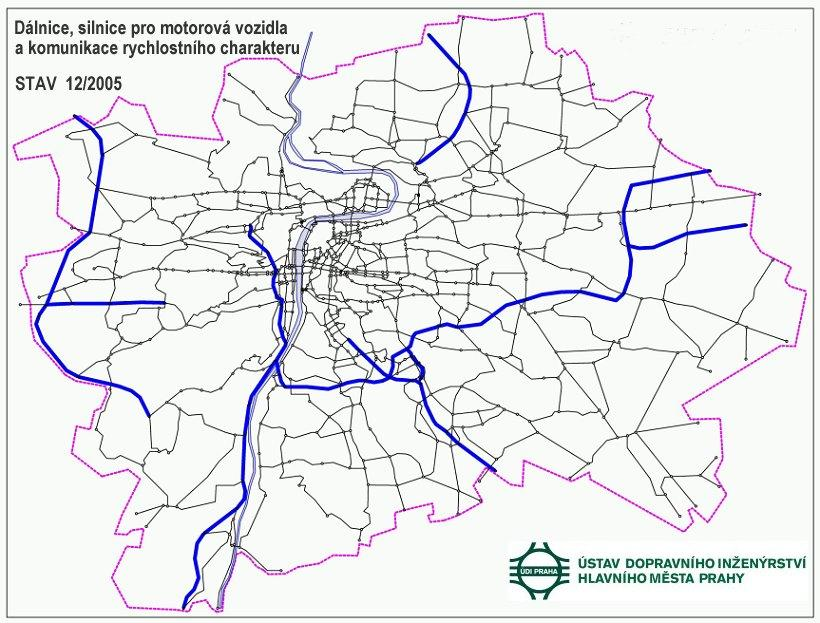 Dálnice, silnice pro motorová vozidla
a komunikace rychlostního charakteru
STAV 12/2005
ÚDI PRAHA
ÚSTAV DOPRAVNÍHO INŽENÝRSTVÍ
HLAVNÍHO MĚSTA PRAHY